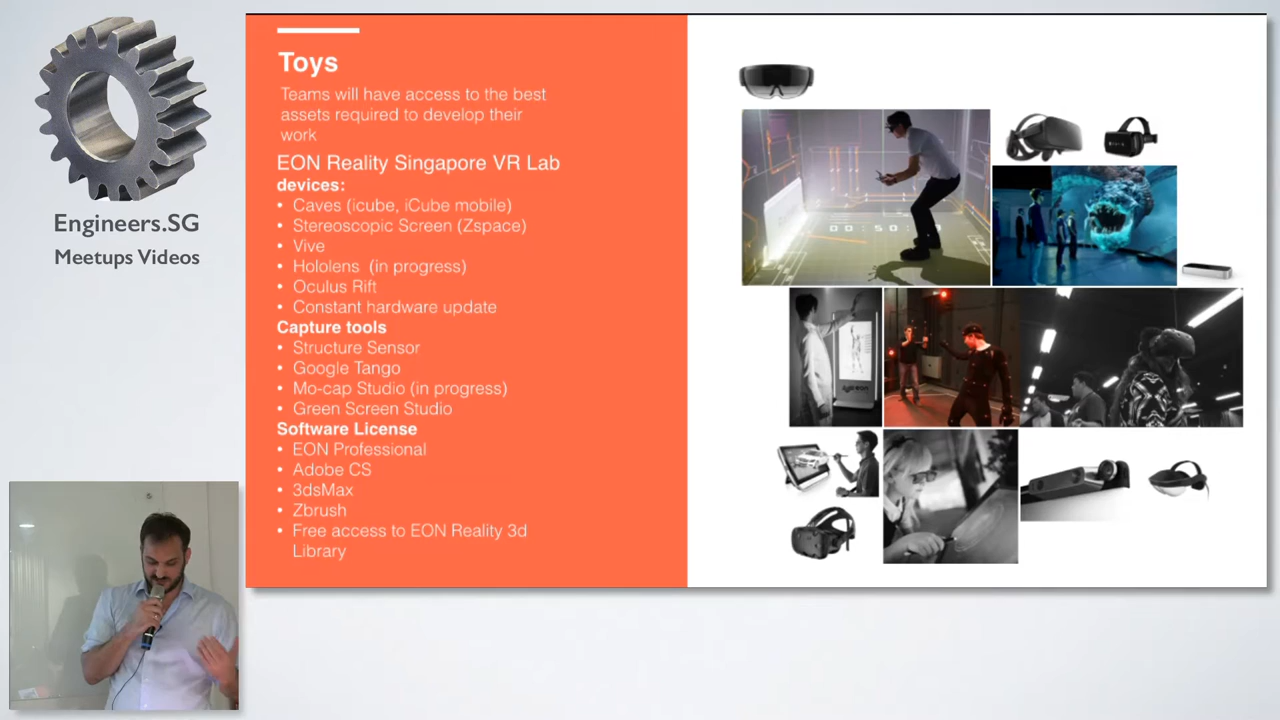 Engineers.SG
Meetups Videos
Toys
Teams will have access to the best
assets required to develop their
work
EON Reality Singapore VR Lab
devices:
• Caves (icube, iCube mobile)
• Stereoscopic Screen (Zspace)
• Vive
• Hololens (in progress)
• Oculus Rift
• Constant hardware update
Capture tools
• Structure Sensor
• Google Tango
• Mo-cap Studio (in progress)
• Green Screen Studio
Software License
• EON Professional
• Adobe CS
• 3dsMax
• Zbrush
• Free access to EON Reality 3d
Library
00:50: